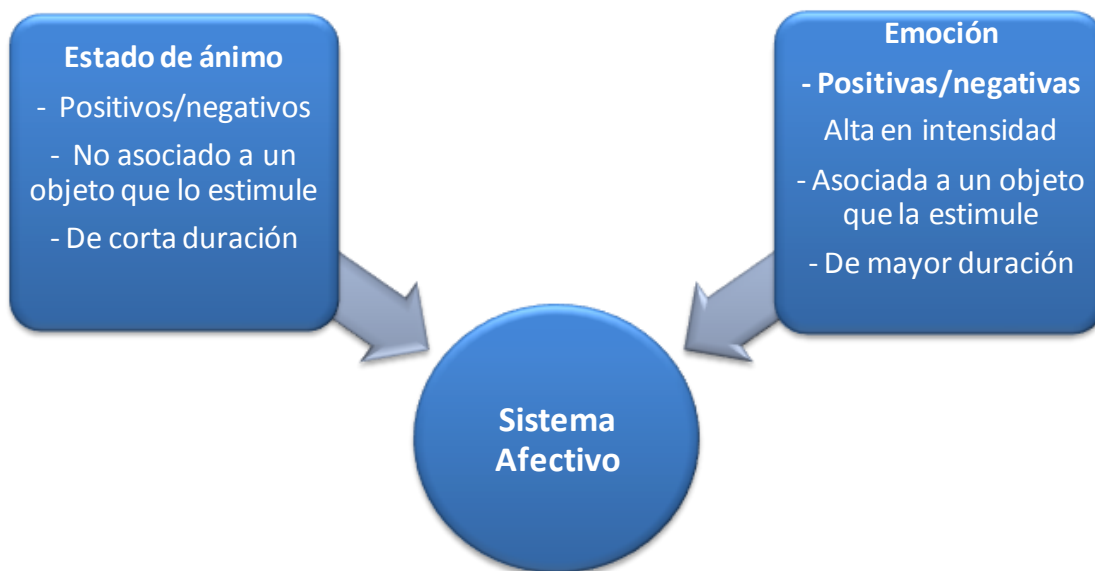 Estado de ánimo
- Positivos/negativos
- No asociado a un
objeto que lo estimule
- De corta duración
Emoción
- Positivas/negativas
Alta en intensidad
- Asociada a un objeto
que la estimule
- De mayor duración
Sistema
Afectivo